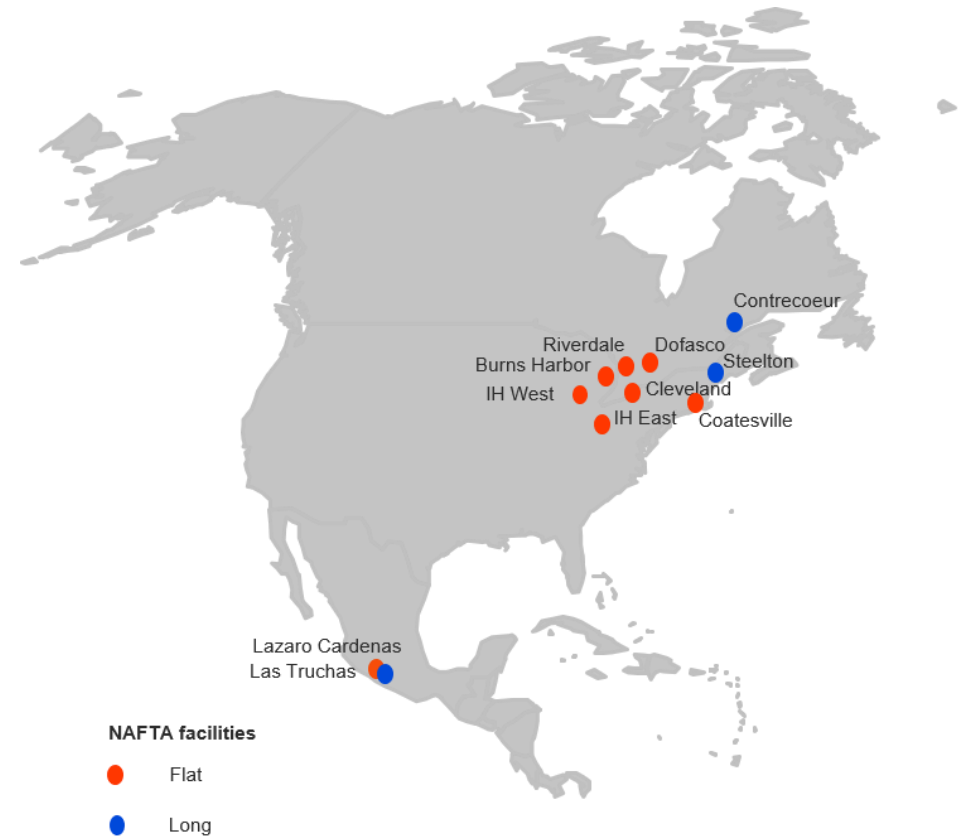 Contrecoeur
Riverdale
Dofasco
Burns Harbor
Steelton
IH West
Cleveland
IH East
Coatesville
Lazaro Cardenas
Las Truchas
NAFTA facilities
Flat
Long